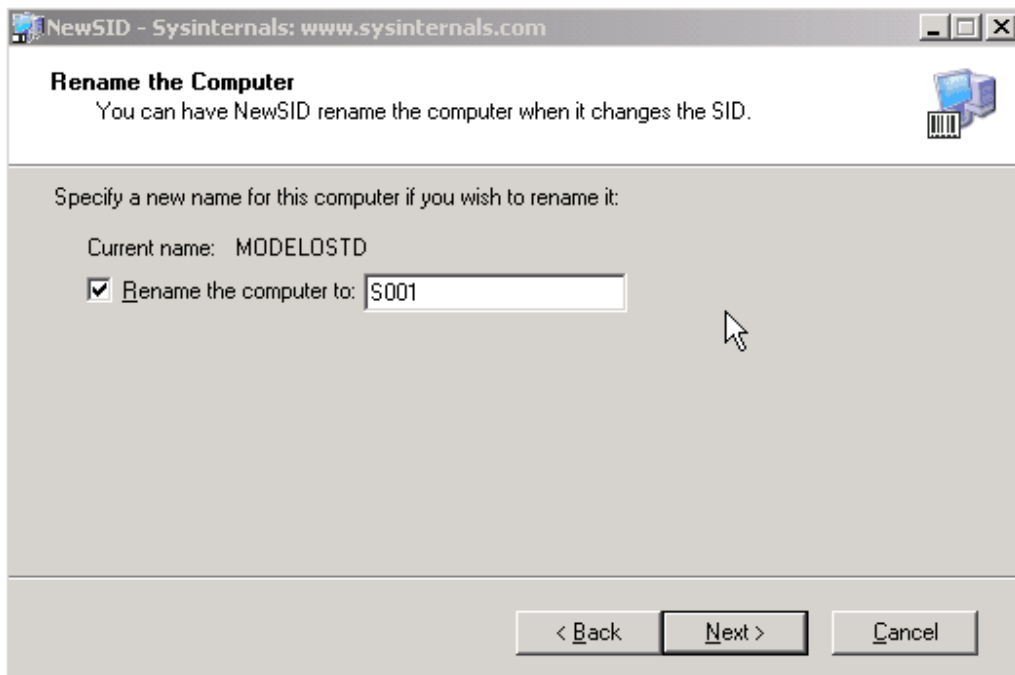 NewSID - Sysinternals: www.sysinternals.com
Rename the Computer
You can have NewSID rename the computer when it changes the SID.
Specify a new name for this computer if you wish to rename it:
Current name: MODELOSTD
Rename the computer to: S001
< Back Next > Cancel